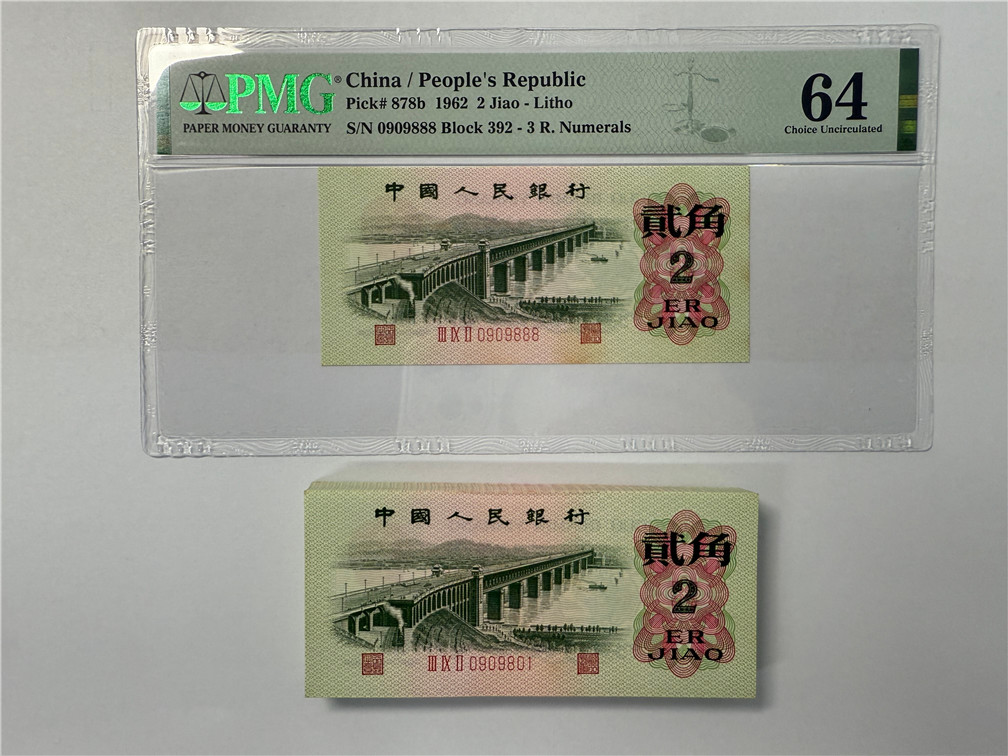 PMG® China / People's Republic
Pick# 878b 1962 2 Jiao - Litho
PAPER MONEY GUARANTY S/N 0909888 Block 392 - 3 R. Numerals
64
Choice Uncirculated
中國人民銀行
貳角
2
ER
JIAO
III IX II 0909888
中國人民銀行
貳角
2
ER
JIAO
III IX II 0909801